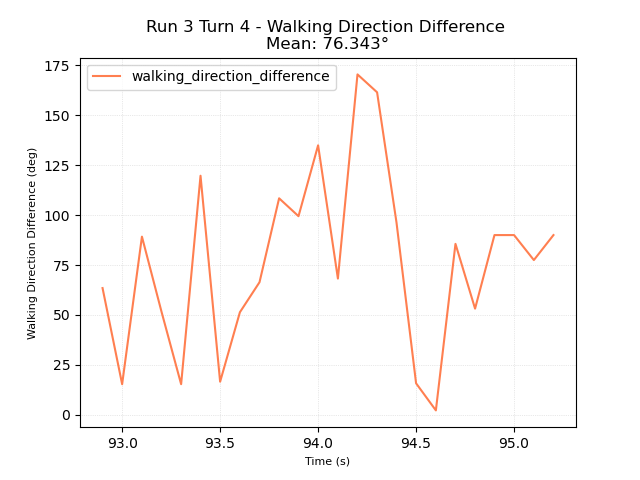 Run 3 Turn 4 - Walking Direction Difference
Mean: 76.343°
walking_direction_difference
Walking Direction Difference (deg)
175
150
125
100
75
50
25
0
93.0
93.5
94.0
94.5
95.0
Time (s)